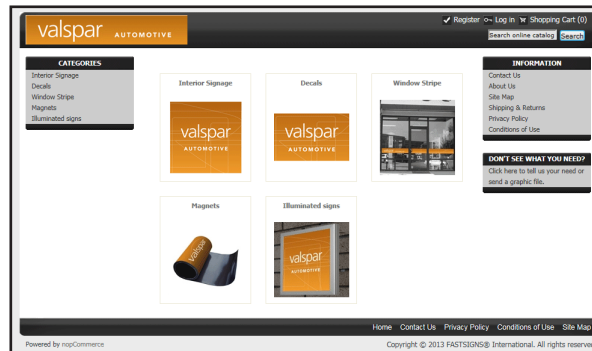 valspar AUTOMOTIVE
Register Log in Shopping Cart (0)
Search online catalog Search
CATEGORIES
Interior Signage
Decals
Window Stripe
Magnets
Illuminated signs
Interior Signage
valspar
AUTOMOTIVE
Decals
valspar
AUTOMOTIVE
Window Stripe
Magnets
valspar
Illuminated signs
valspar
AUTOMOTIVE
INFORMATION
Contact Us
About Us
Site Map
Shipping & Returns
Privacy Policy
Conditions of Use
DON'T SEE WHAT YOU NEED?
Click here to tell us your need or
send a graphic file.
Home Contact Us Privacy Policy Conditions of Use Site Map
Powered by nopCommerce
Copyright © 2013 FASTSIGNS® International. All rights reserve